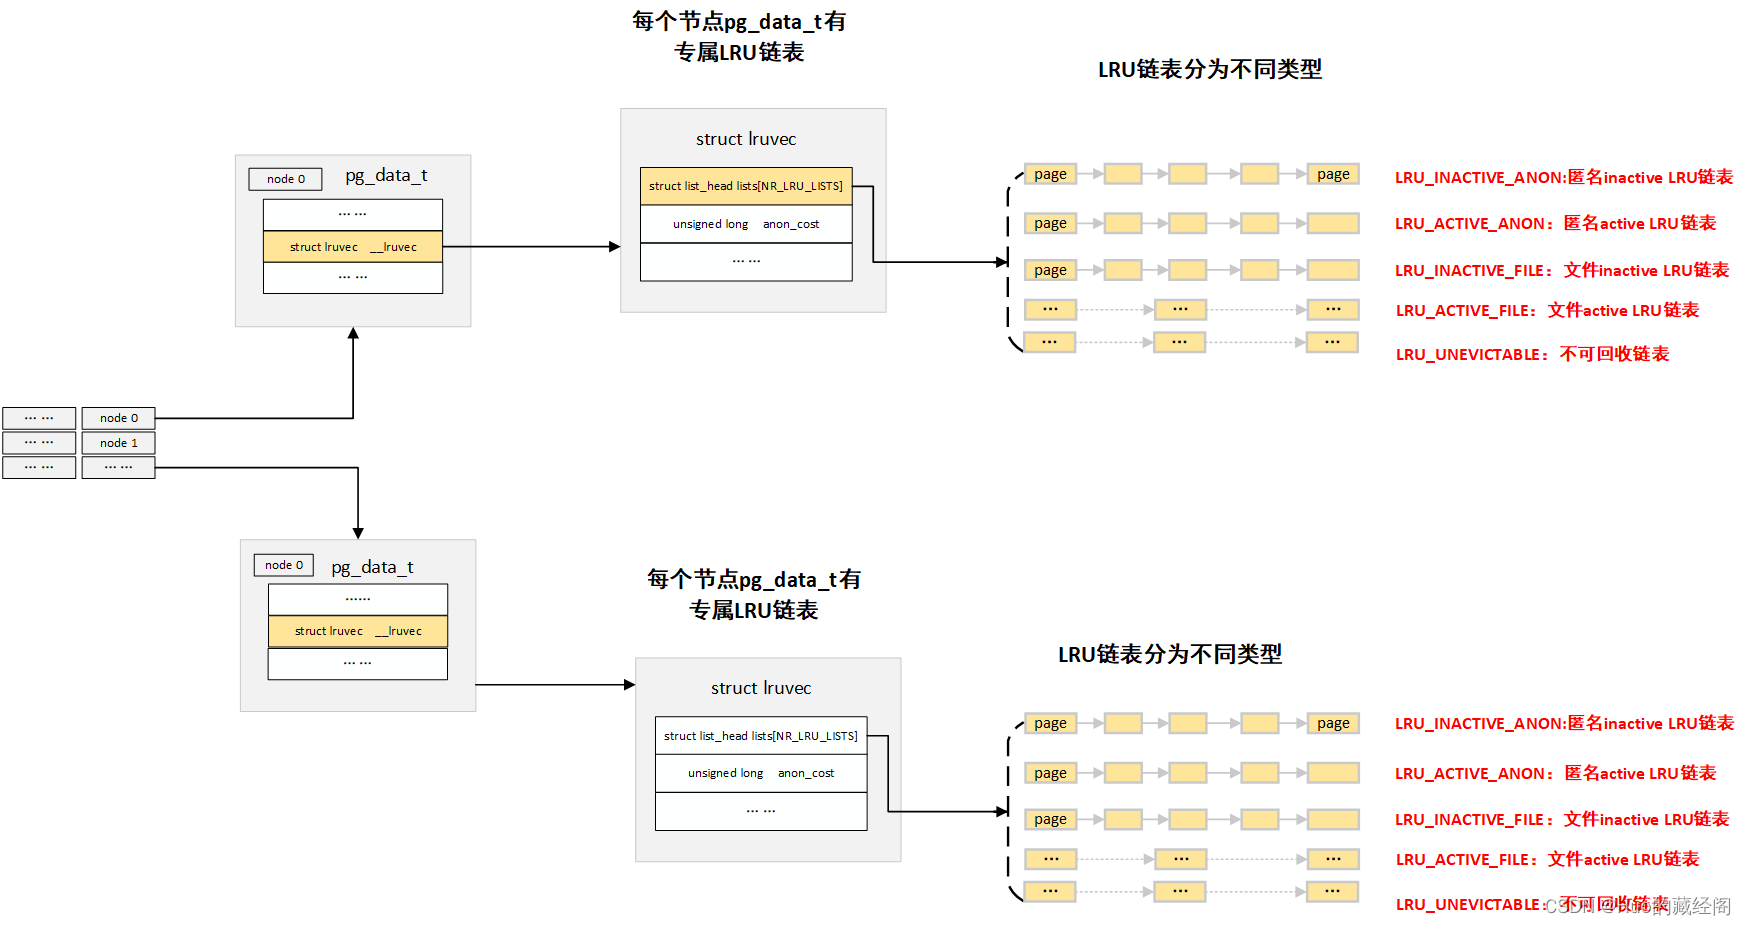 每个节点pg_data_t有
专属LRU链表
LRU链表分为不同类型
struct lruvec
struct list_head lists[NR_LRU_LISTS]
unsigned long anon_cost
... ...
node 0 pg_data_t
... ...
struct lruvec __lruvec
... ...
page page LRU_INACTIVE_ANON:匿名inactive LRU链表
page LRU_ACTIVE_ANON：匿名active LRU链表
page LRU_INACTIVE_FILE：文件inactive LRU链表
... ... ... LRU_ACTIVE_FILE：文件active LRU链表
... ... ... LRU_UNEVICTABLE：不可回收链表
... ... node 0
... ... node 1
... ... ... ...
node 0 pg_data_t
......
struct lruvec __lruvec
... ...
每个节点pg_data_t有
专属LRU链表
LRU链表分为不同类型
struct lruvec
struct list_head lists[NR_LRU_LISTS]
unsigned long anon_cost
... ...
page page LRU_INACTIVE_ANON:匿名inactive LRU链表
page LRU_ACTIVE_ANON：匿名active LRU链表
page LRU_INACTIVE_FILE：文件inactive LRU链表
... ... ... LRU_ACTIVE_FILE：文件active LRU链表
... ... ... LRU_UNEVICTABLE：不可回收链表
CSDN 的藏经阁